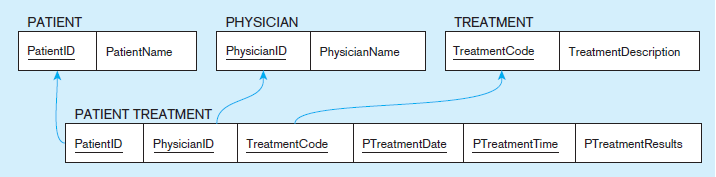 PATIENT PHYSICIAN TREATMENT
PatientID PatientName PhysicianID PhysicianName TreatmentCode TreatmentDescription
PATIENT TREATMENT
PatientID PhysicianID TreatmentCode PTreatmentDate PTreatmentTime PTreatmentResults